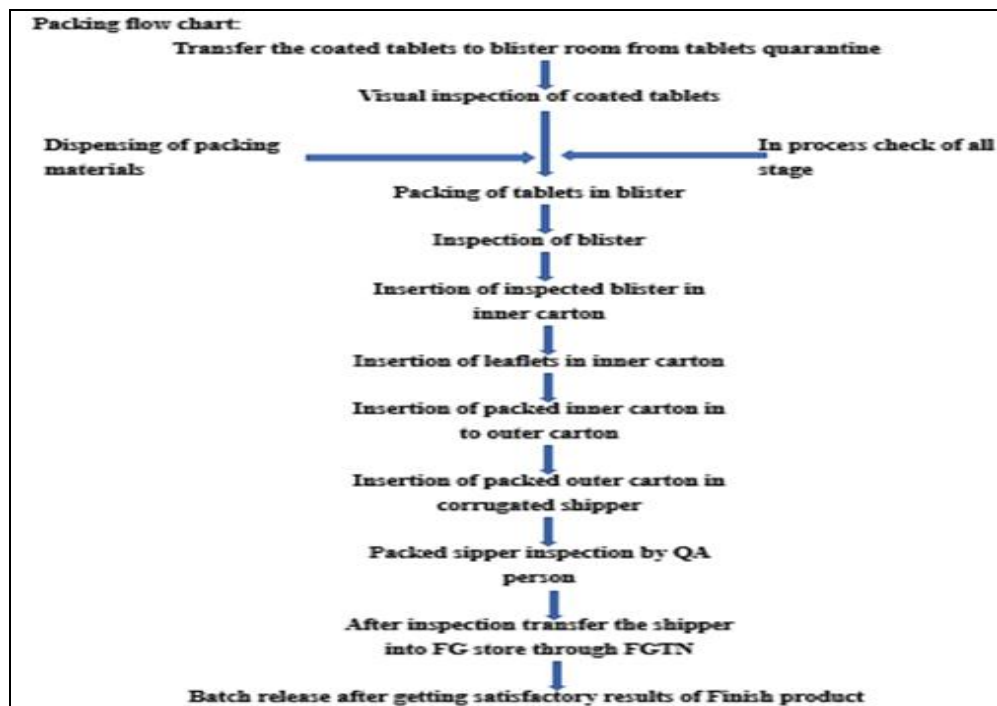 Packing flow chart:
Transfer the coated tablets to blister room from tablets quarantine
Visual inspection of coated tablets
Dispensing of packing
materials
In process check of all
stage
Packing of tablets in blister
Inspection of blister
Insertion of inspected blister in
inner carton
Insertion of leaflets in inner carton
Insertion of packed inner carton in
to outer carton
Insertion of packed outer carton in
corrugated shipper
Packed sipper inspection by QA
person
After inspection transfer the shipper
into FG store through FGTN
Batch release after getting satisfactory results of Finish product